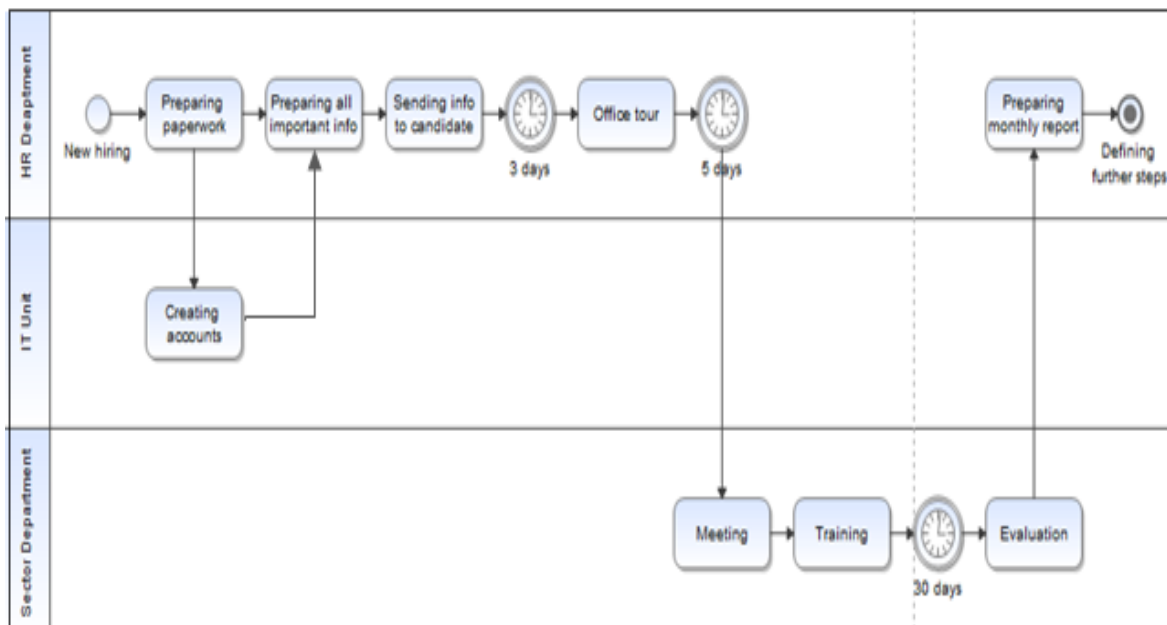 HR Deaptment
New hiring
Preparing
paperwork
Preparing all
important info
Sending info
to candidate
3 days
Office tour
5 days
Preparing
monthly report
Defining
further steps
IT Unit
Creating
accounts
Sector Department
Meeting
Training
30 days
Evaluation